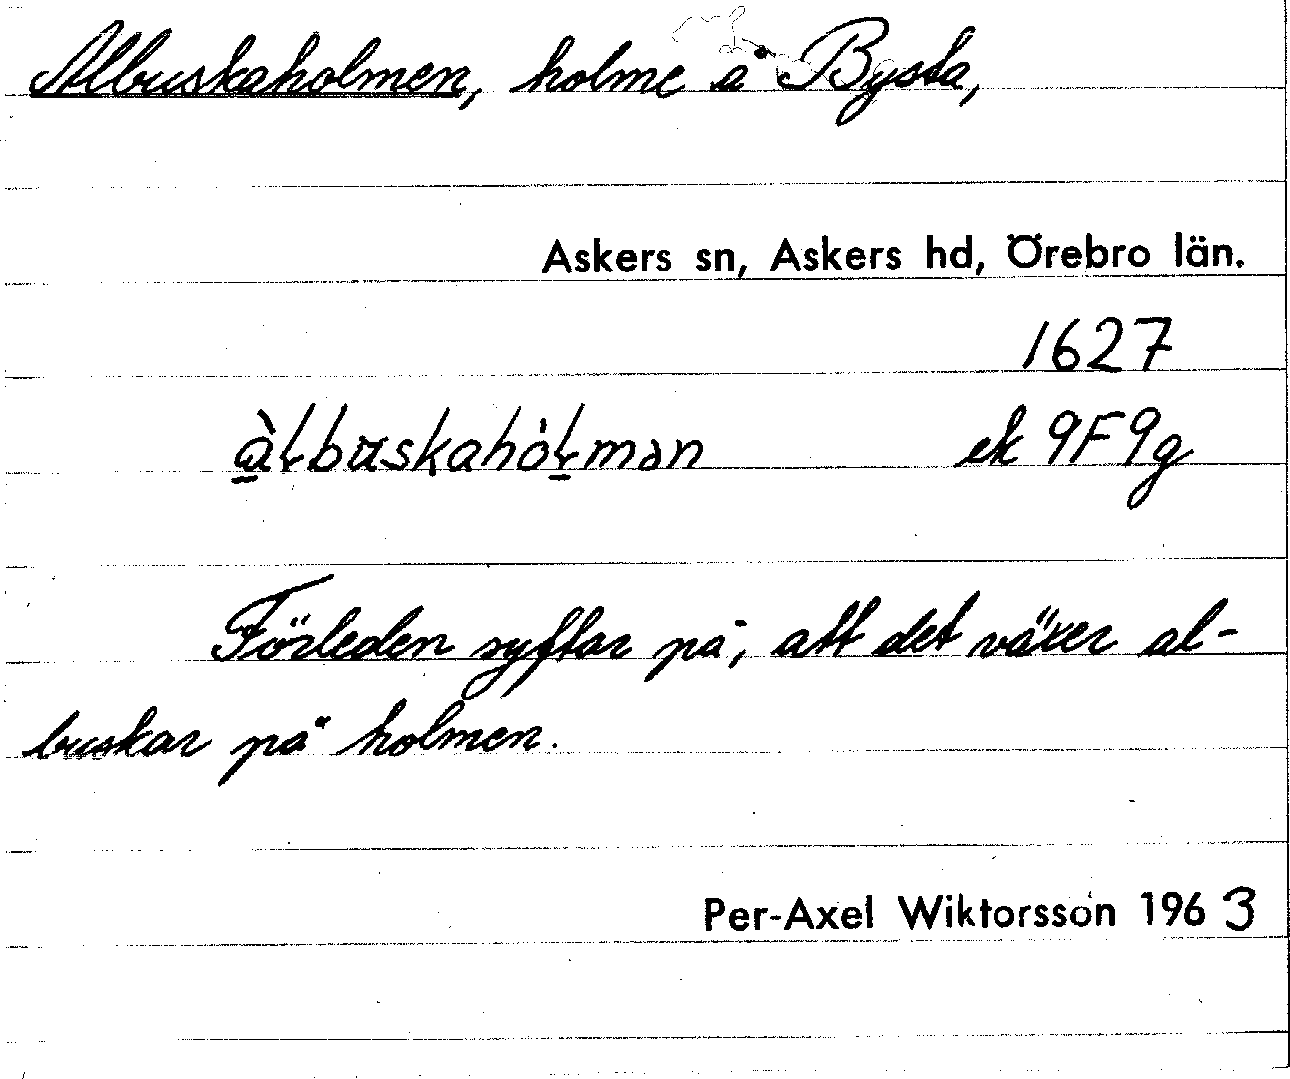 Albuskaholmen, holme å Bysta,
Askers sn, Askers hd, Örebro län.
1627
àłbuskahòłmən ek 9F9g
Förleden syftar på, att det växer al-
buskar på holmen.
Per-Axel Wiktorsson 1963